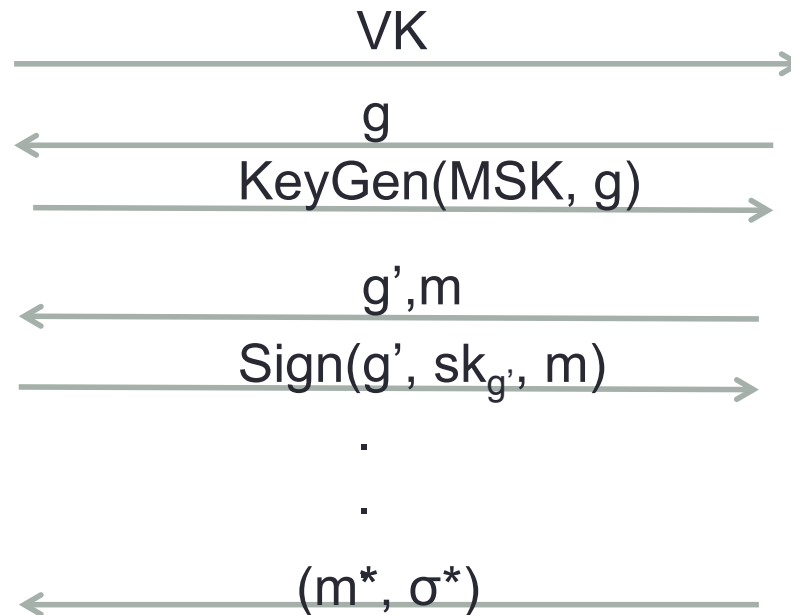 VK
g
KeyGen(MSK, g)
g’,m
Sign(g’, sk_g’, m)
.
.
(m*, σ*)